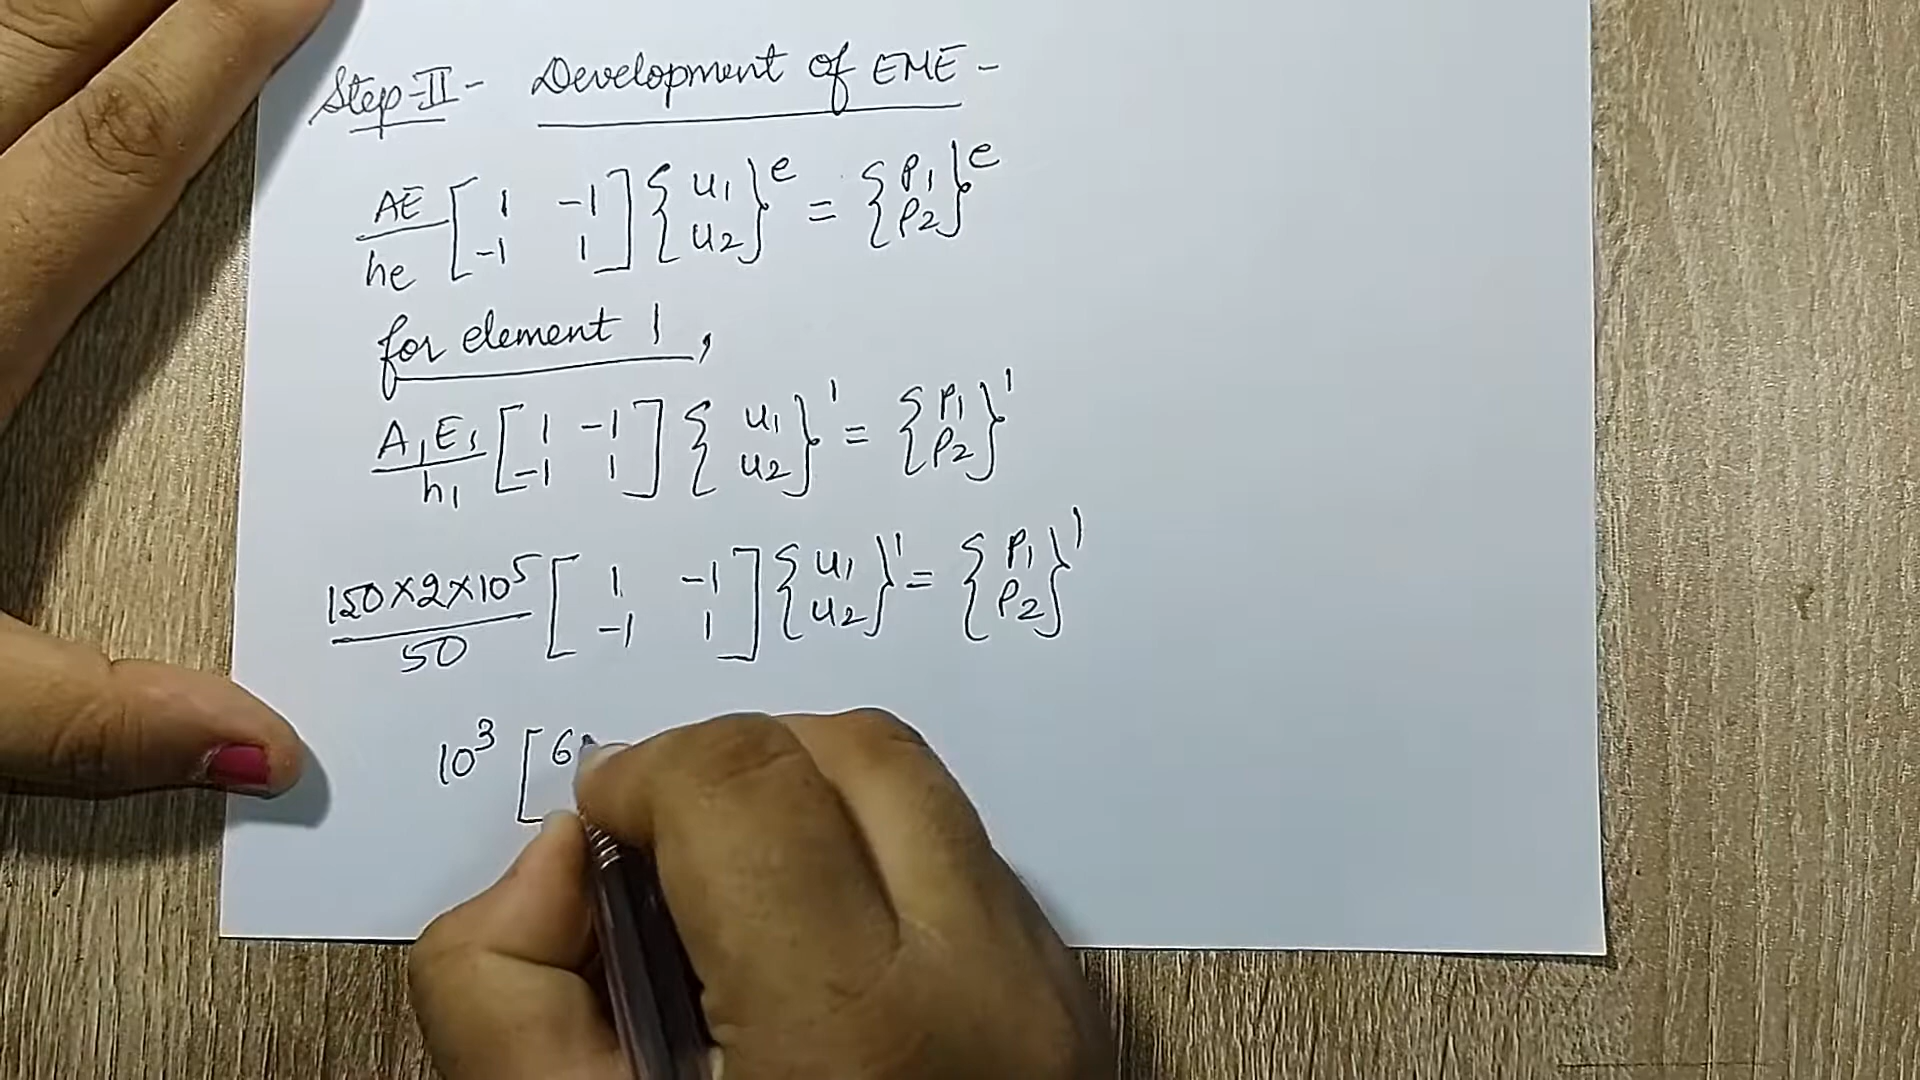 Step-II- Development of EME-
AE/he [1 -1; -1 1] {u1; u2}^e = {P1; P2}^e
for element 1,
A1E1/h1 [1 -1; -1 1] {u1; u2}^1 = {P1; P2}^1
150×2×10^5/50 [1 -1; -1 1] {u1; u2}^1 = {P1; P2}^1
10^3 [6